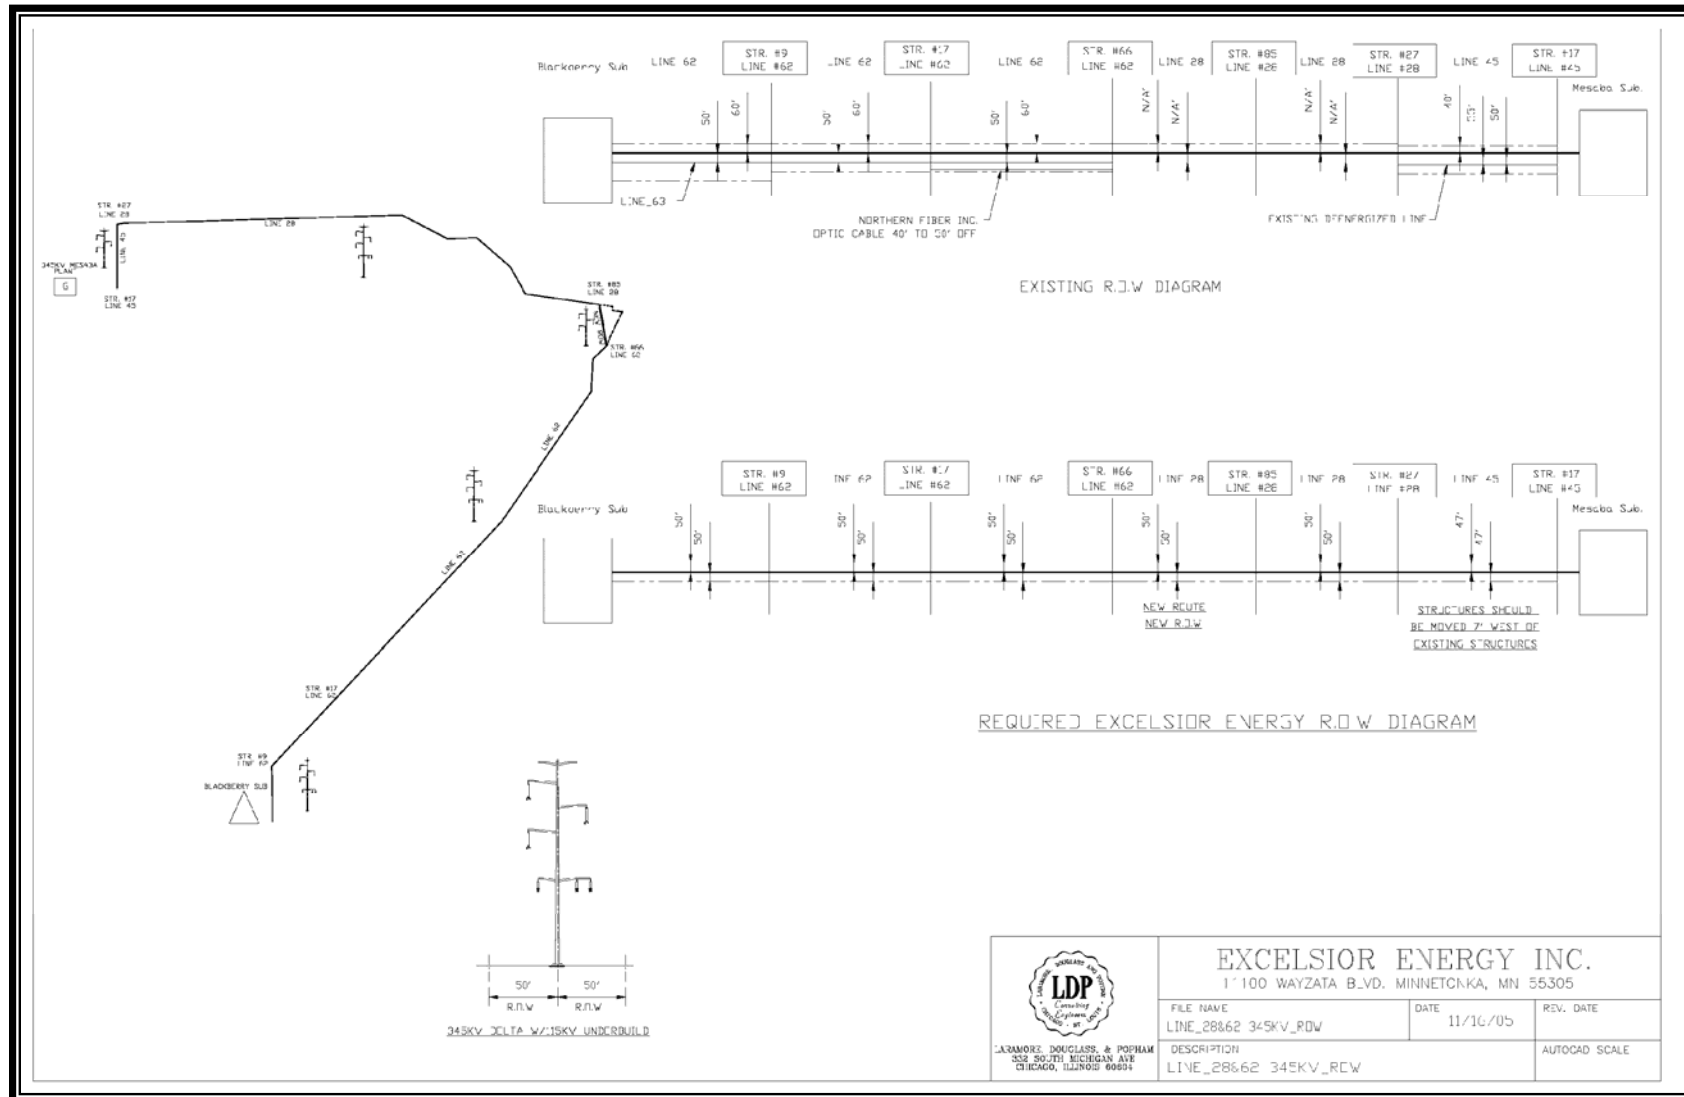 Blackberry Sub
LINE 62
STR. #9
LINE #62
LINE 62
STR. #17
LINE #62
LINE 62
STR. #66
LINE #62
LINE 28
STR. #85
LINE #28
LINE 28
STR. #27
LINE #28
LINE 45
STR. #17
LINE #45
Mesaba Sub.
50'
60'
50'
60'
50'
60'
N/A'
N/A'
N/A'
N/A'
40'
50'
LINE_63
NORTHERN FIBER INC.
OPTIC CABLE 40' TO 50' OFF
EXISTING DEENERGIZED LINE
EXISTING R.O.W DIAGRAM
STR. #27
LINE 28
LINE 28
LINE 45
345KV MESABA
PLANT
G
STR. #17
LINE 45
STR. #85
LINE 28
NEW ROW
STR. #66
LINE 62
LINE 62
LINE 62
STR. #17
LINE 62
STR. #9
LINE 62
BLACKBERRY SUB
Blackberry Sub
STR. #9
LINE #62
LINE 62
STR. #17
LINE #62
LINE 62
STR. #66
LINE #62
LINE 28
STR. #85
LINE #28
LINE 28
STR. #27
LINE #28
LINE 45
STR. #17
LINE #45
Mesaba Sub.
50'
50'
50'
50'
50'
50'
50'
50'
50'
50'
47'
47'
NEW ROUTE
NEW R.O.W
STRUCTURES SHOULD
BE MOVED 7' WEST OF
EXISTING STRUCTURES
REQUIRED EXCELSIOR ENERGY R.O.W DIAGRAM
50'
50'
R.O.W
R.O.W
345KV DELTA W/115KV UNDERBUILD
LARAMORE, DOUGLASS AND POPHAM
LDP
Consulting
Engineers
CHICAGO
LARAMORE, DOUGLASS, & POPHAM
332 SOUTH MICHIGAN AVE
CHICAGO, ILLINOIS 60604
EXCELSIOR ENERGY INC.
11100 WAYZATA BLVD. MINNETONKA, MN 55305
FILE NAME
LINE_28&62 345KV_ROW
DATE
11/16/05
REV. DATE
DESCRIPTION
LINE_28&62 345KV_ROW
AUTOCAD SCALE